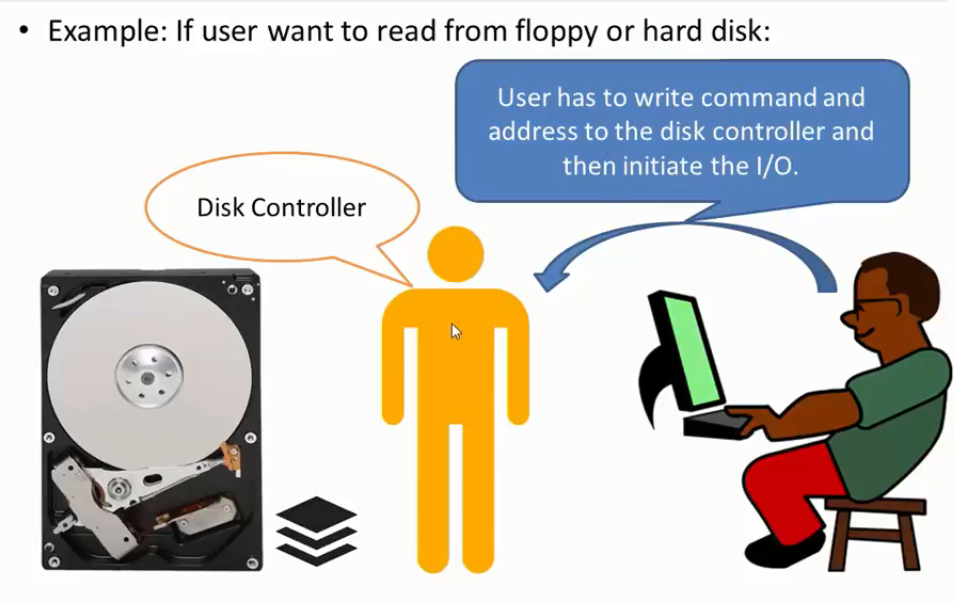 • Example: If user want to read from floppy or hard disk:
User has to write command and
address to the disk controller and
then initiate the I/O.
Disk Controller